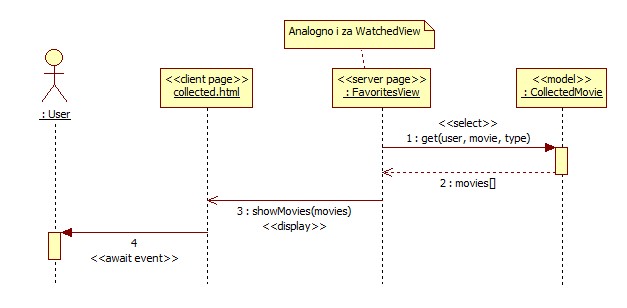 Analogno i za WatchedView
<<client page>>
collected.html
<<server page>>
: FavoritesView
<<model>>
: CollectedMovie
: User
<<select>>
1 : get(user, movie, type)
2 : movies[]
3 : showMovies(movies)
<<display>>
4
<<await event>>